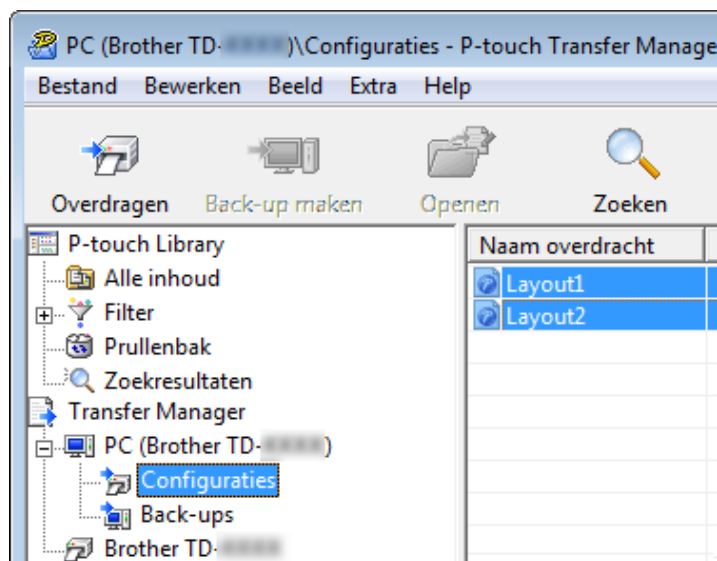 PC (Brother TD- )\Configuraties - P-touch Transfer Manage
Bestand Bewerken Beeld Extra Help
Overdragen Back-up maken Openen Zoeken
P-touch Library
Alle inhoud
Filter
Prullenbak
Zoekresultaten
Transfer Manager
PC (Brother TD- )
Configuraties
Back-ups
Brother TD-
Naam overdracht
Layout1
Layout2